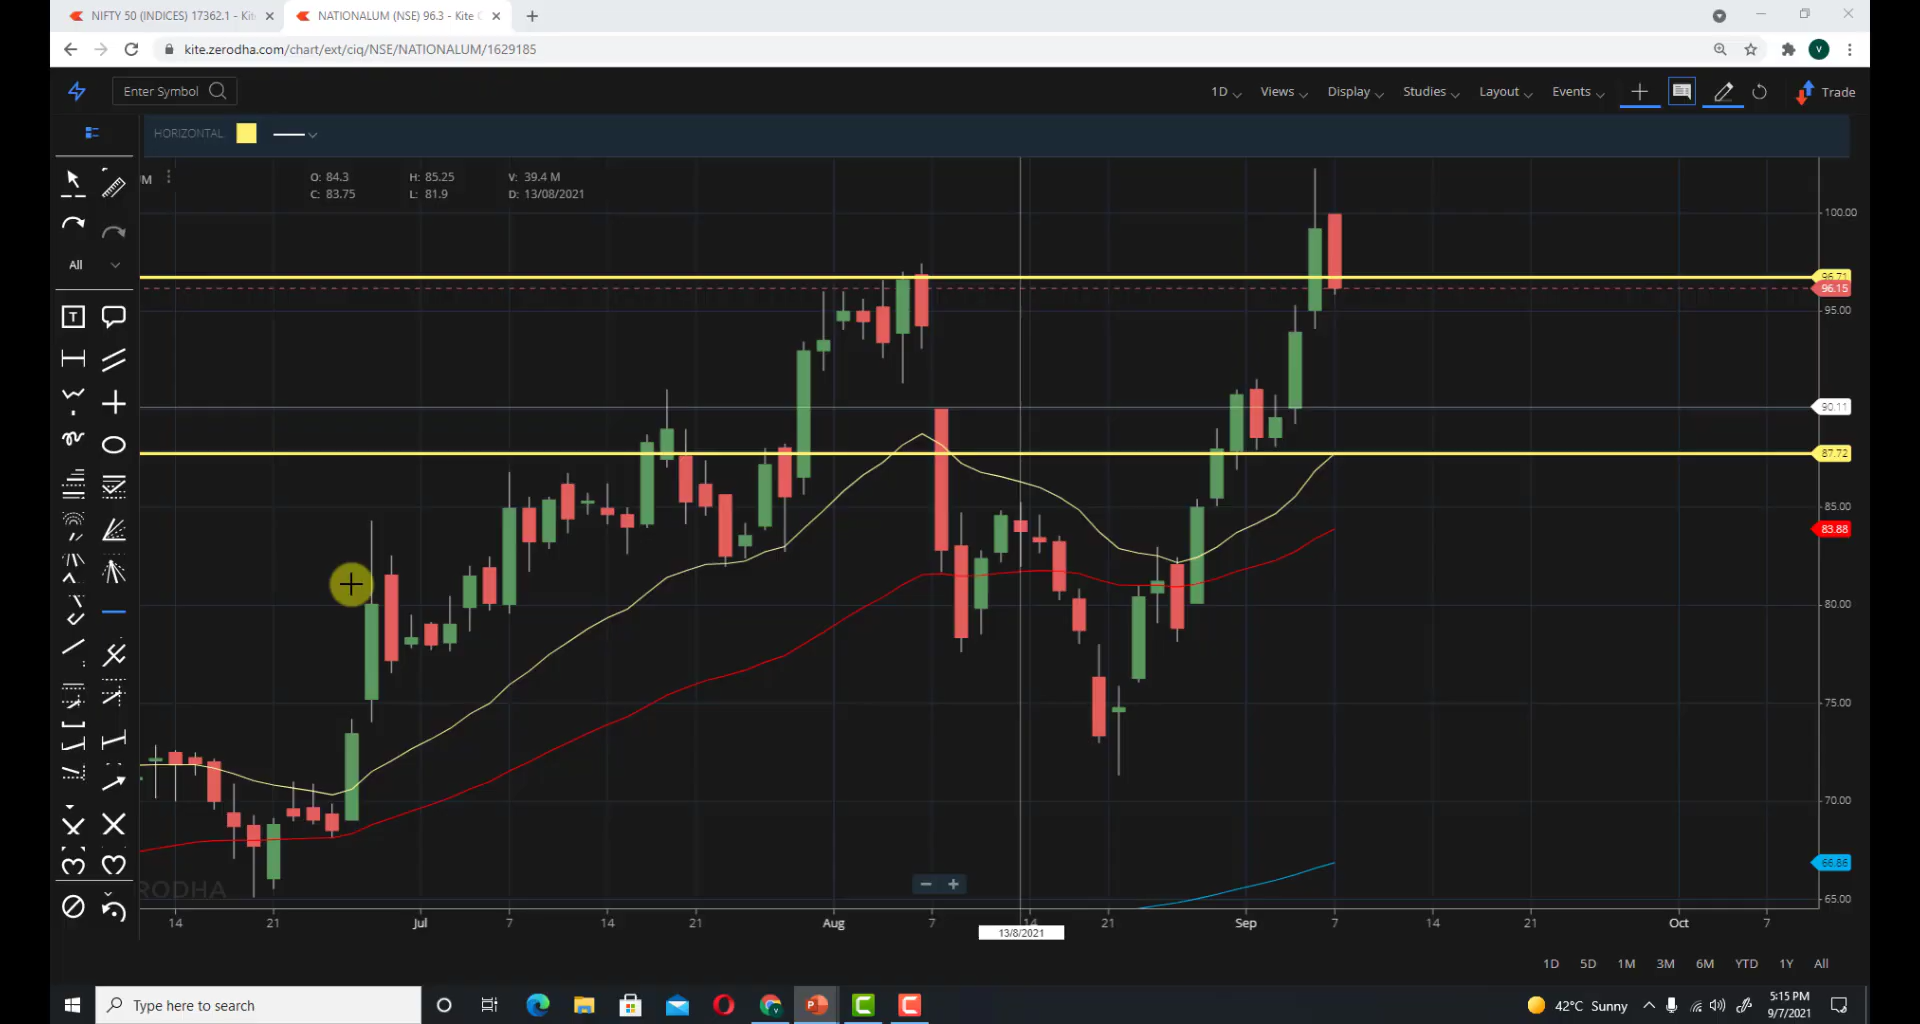 NIFTY 50 (INDICES) 17362.1 - Kit
NATIONALUM (NSE) 96.3 - Kite C
kite.zerodha.com/chart/ext/ciq/NSE/NATIONALUM/1629185
V
Enter Symbol
1D
Views
Display
Studies
Layout
Events
Trade
HORIZONTAL
M
O: 84.3
H: 85.25
V: 39.4 M
C: 83.75
L: 81.9
D: 13/08/2021
All
T
100.00
96.71
96.15
95.00
90.11
87.72
85.00
83.88
80.00
75.00
70.00
66.86
65.00
RODHA
14
21
Jul
7
14
21
Aug
7
14
21
Sep
7
14
21
Oct
7
13/8/2021
1D
5D
1M
3M
6M
YTD
1Y
All
Type here to search
42°C Sunny
5:15 PM
9/7/2021